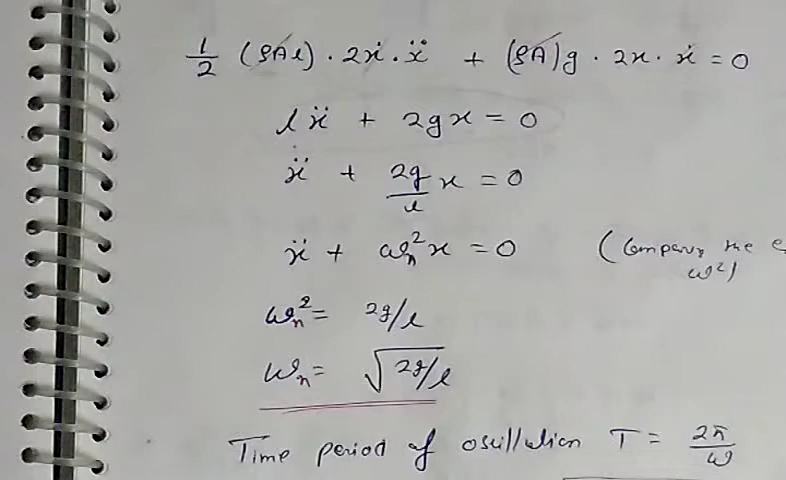 1/2 (ρAl) · 2ẋ · ẍ + (ρA)g · 2x · ẋ = 0
lẍ + 2gx = 0
ẍ + 2g/l x = 0
ẍ + ωn² x = 0 (Compare the
ω²)
ωn² = 2g/l
ωn = √2g/l
Time period of oscillation T = 2π/ω